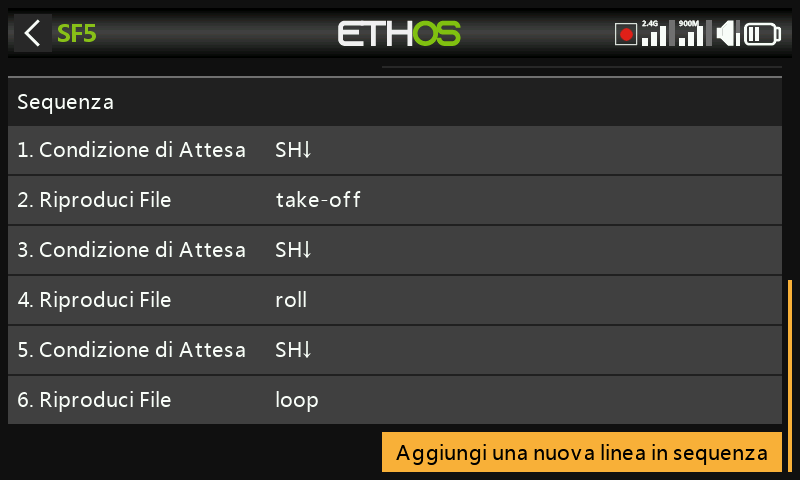 SF5
ETHOS
2.4G
900M
Sequenza
1. Condizione di Attesa SH↓
2. Riproduci File take-off
3. Condizione di Attesa SH↓
4. Riproduci File roll
5. Condizione di Attesa SH↓
6. Riproduci File loop
Aggiungi una nuova linea in sequenza